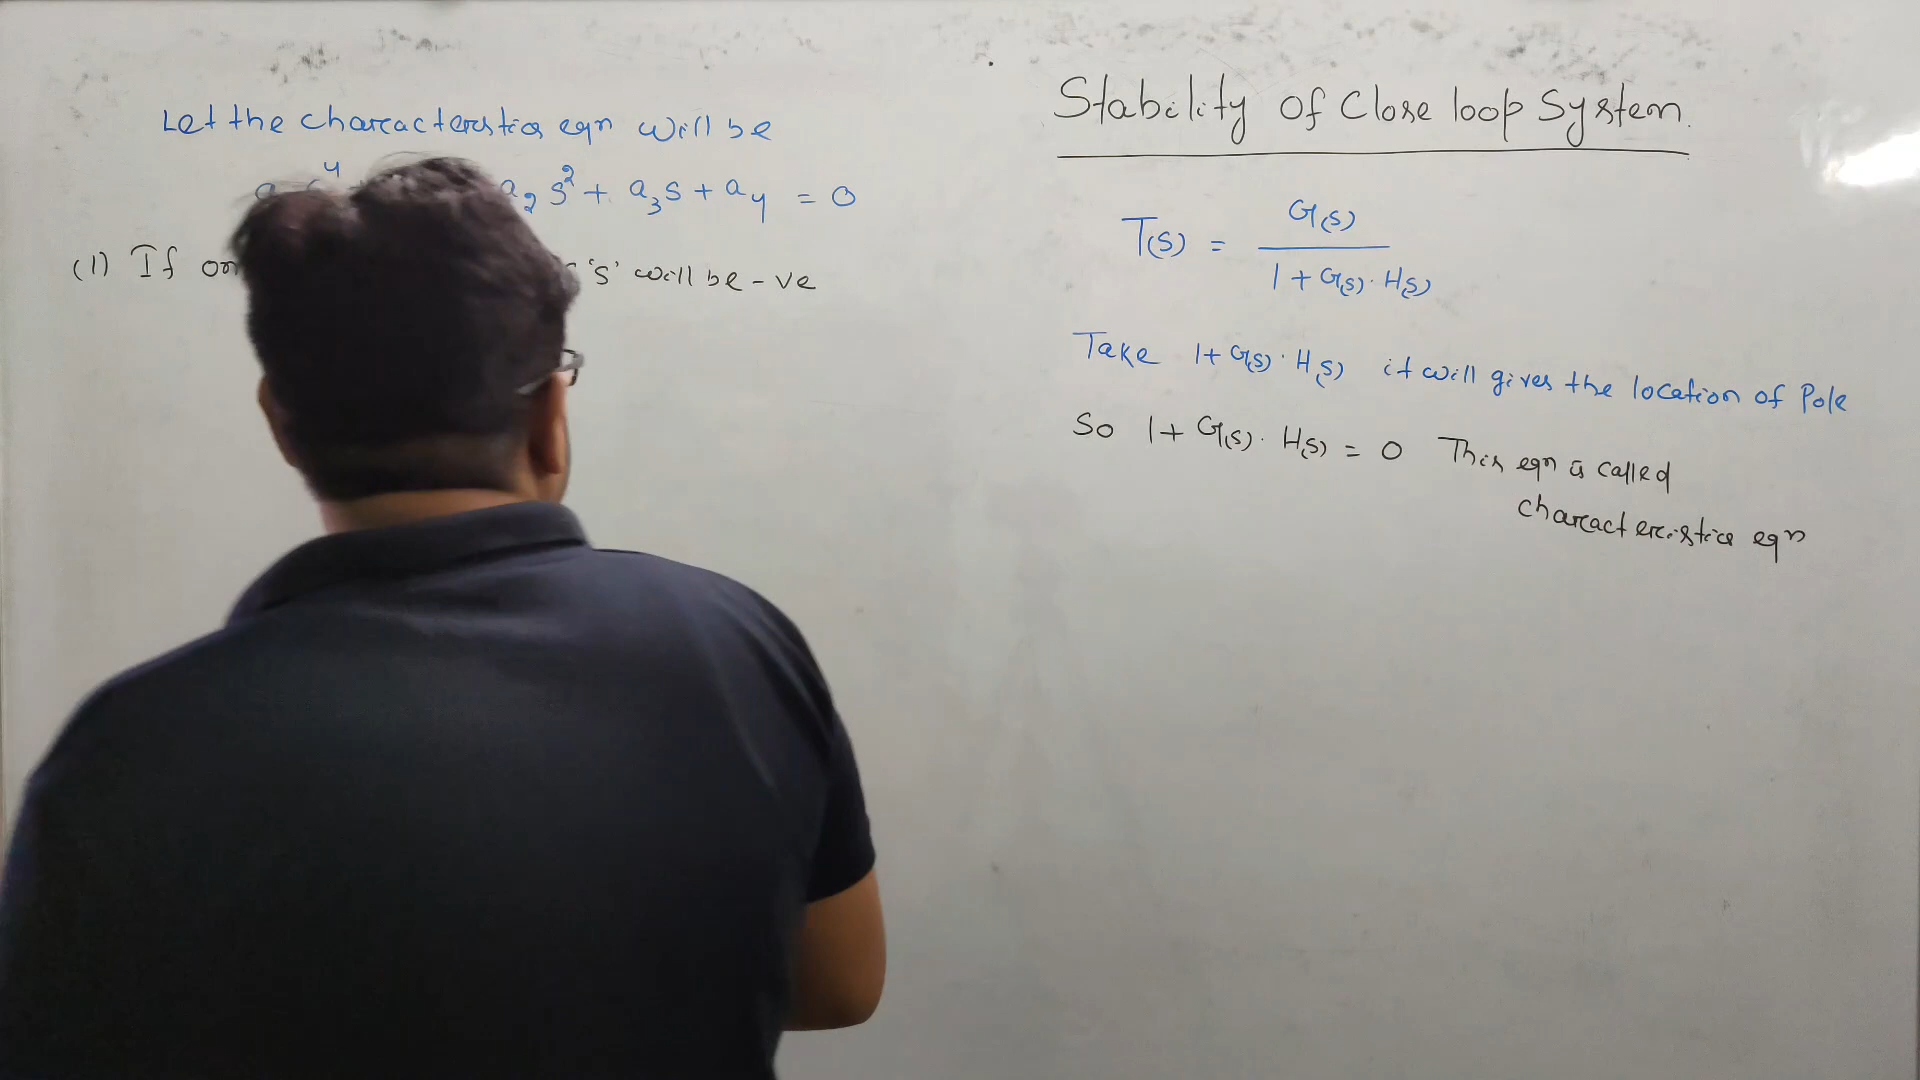 Let the characteristics eqn will be
s⁴ a₂ s² + a₃s + a₄ = 0
(1) If 's' will be -ve
Stability of Close loop System.
T(s) = G(s) / 1 + G(s) · H(s)
Take 1 + G(s) · H(s) it will gives the location of Pole
So 1 + G(s) · H(s) = 0 This eqn is called
characteristics eqn